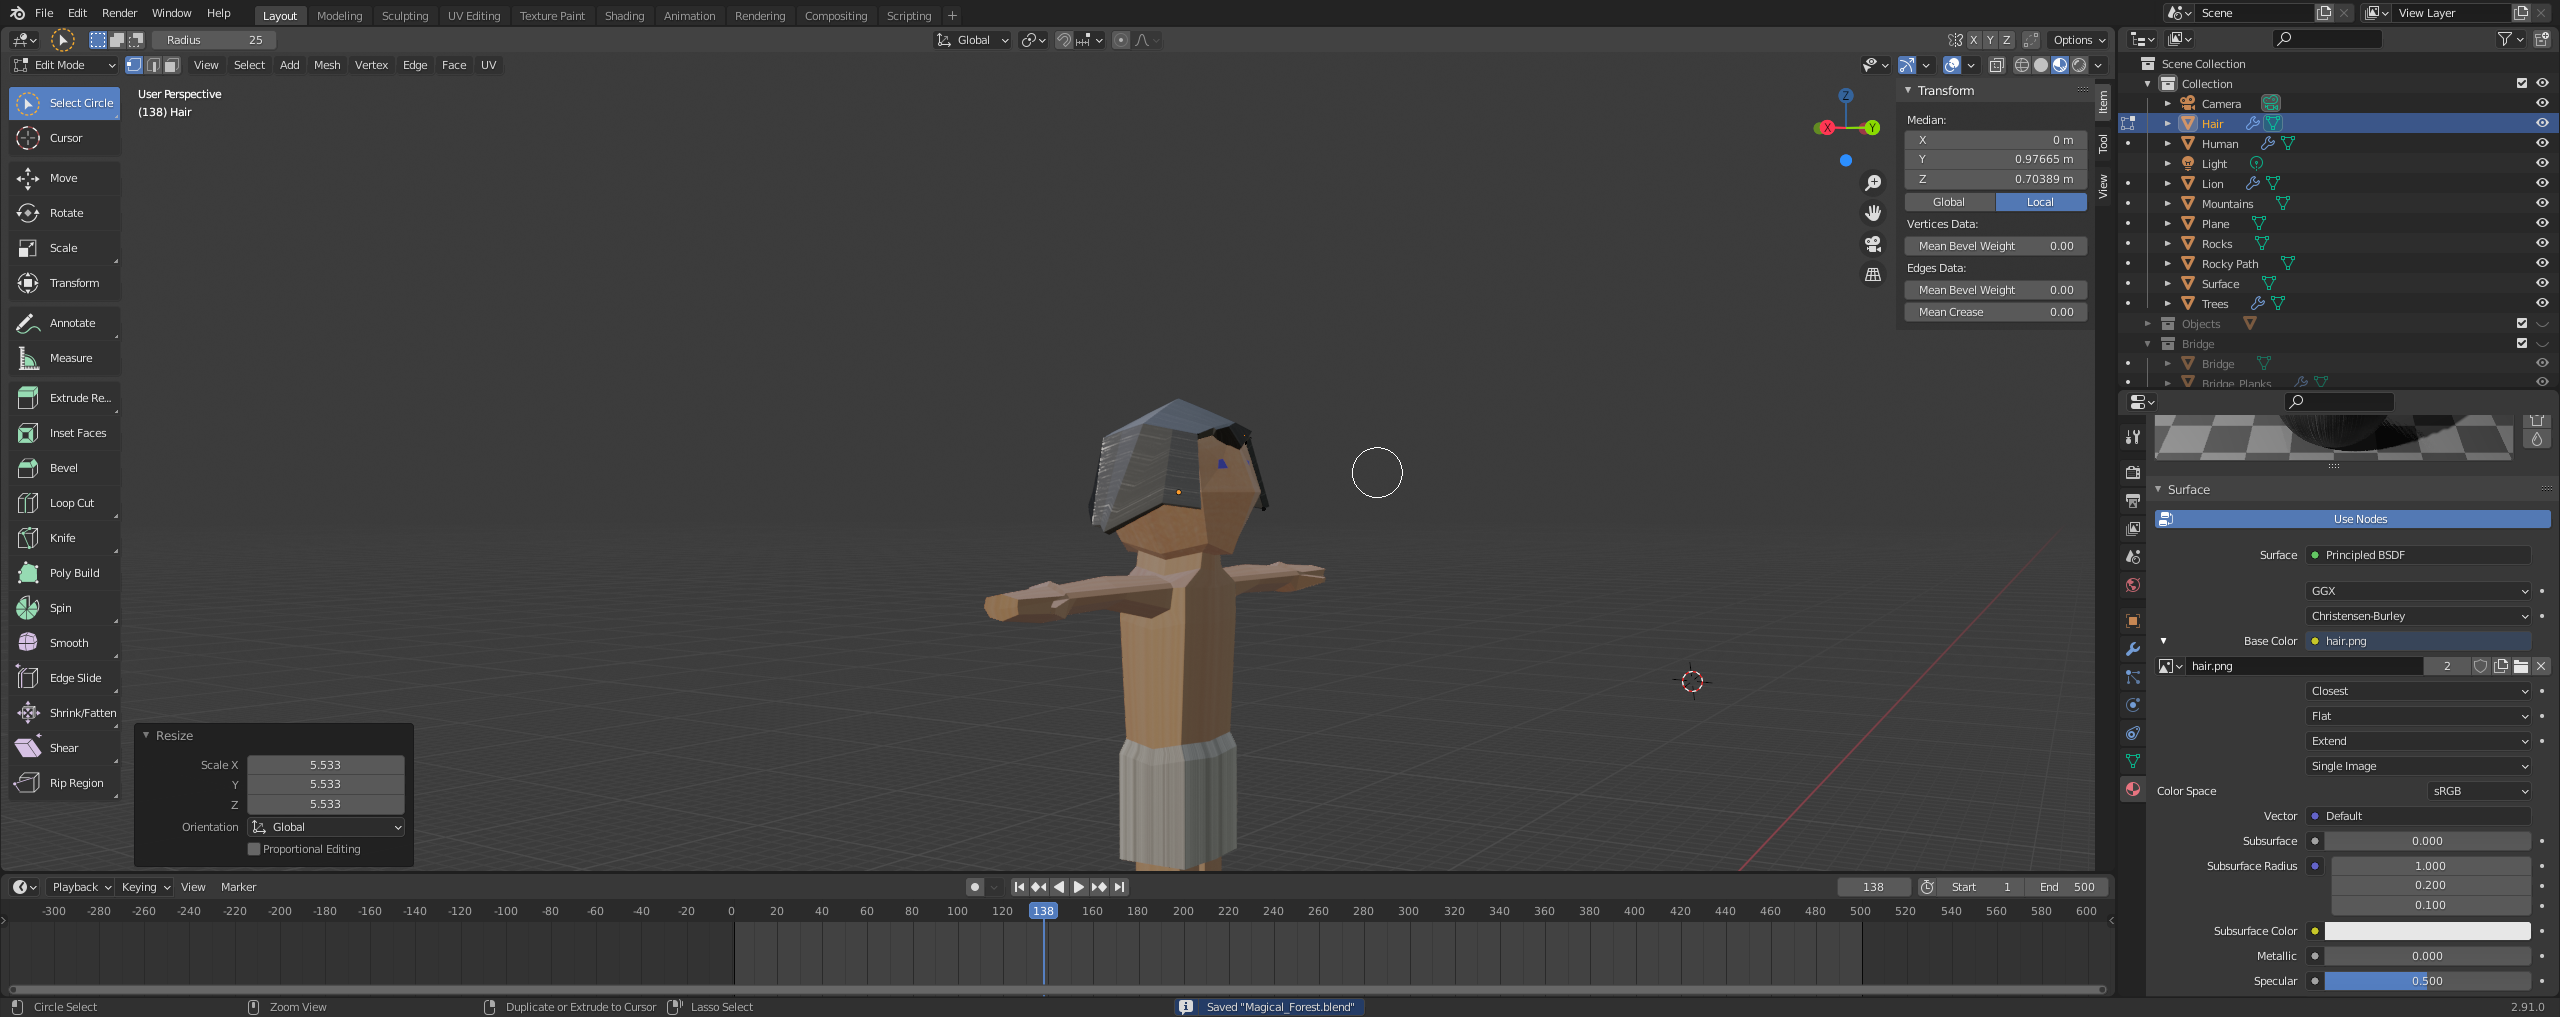 File Edit Render Window Help Layout Modeling Sculpting UV Editing Texture Paint Shading Animation Rendering Compositing Scripting + Scene View Layer
Radius 25 Global X Y Z Options
Edit Mode View Select Add Mesh Vertex Edge Face UV
User Perspective
(138) Hair
Select Circle
Cursor
Move
Rotate
Scale
Transform
Annotate
Measure
Extrude Re...
Inset Faces
Bevel
Loop Cut
Knife
Poly Build
Spin
Smooth
Edge Slide
Shrink/Fatten
Shear
Rip Region
Z
X Y
Transform
Median:
X 0 m
Y 0.97665 m
Z 0.70389 m
Global Local
Vertices Data:
Mean Bevel Weight 0.00
Edges Data:
Mean Bevel Weight 0.00
Mean Crease 0.00
Item
Tool
View
Resize
Scale X 5.533
Y 5.533
Z 5.533
Orientation Global
Proportional Editing
Scene Collection
Collection
Camera
Hair
Human
Light
Lion
Mountains
Plane
Rocks
Rocky Path
Surface
Trees
Objects
Bridge
Bridge
Bridge Planks
Surface
Use Nodes
Surface Principled BSDF
GGX
Christensen-Burley
Base Color hair.png
hair.png 2
Closest
Flat
Extend
Single Image
Color Space sRGB
Vector Default
Subsurface 0.000
Subsurface Radius 1.000
0.200
0.100
Subsurface Color
Metallic 0.000
Specular 0.500
Playback Keying View Marker 138 Start 1 End 500
-300 -280 -260 -240 -220 -200 -180 -160 -140 -120 -100 -80 -60 -40 -20 0 20 40 60 80 100 120 138 160 180 200 220 240 260 280 300 320 340 360 380 400 420 440 460 480 500 520 540 560 580 600
Circle Select Zoom View Duplicate or Extrude to Cursor Lasso Select Saved "Magical_Forest.blend" 2.91.0